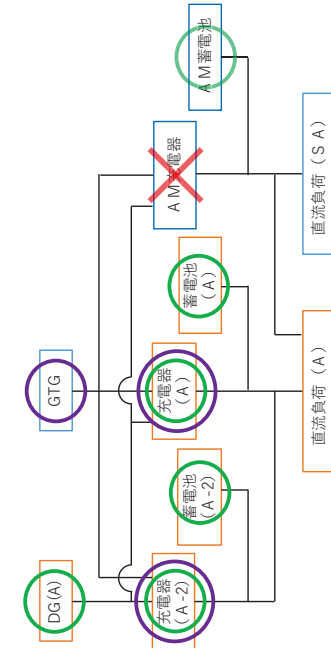 AM蓄電池
AM充電器
蓄電池
(A)
GTG
充電器
(A)
蓄電池
(A-2)
DG(A)
充電器
(A-2)
直流負荷（SA）
直流負荷（A）